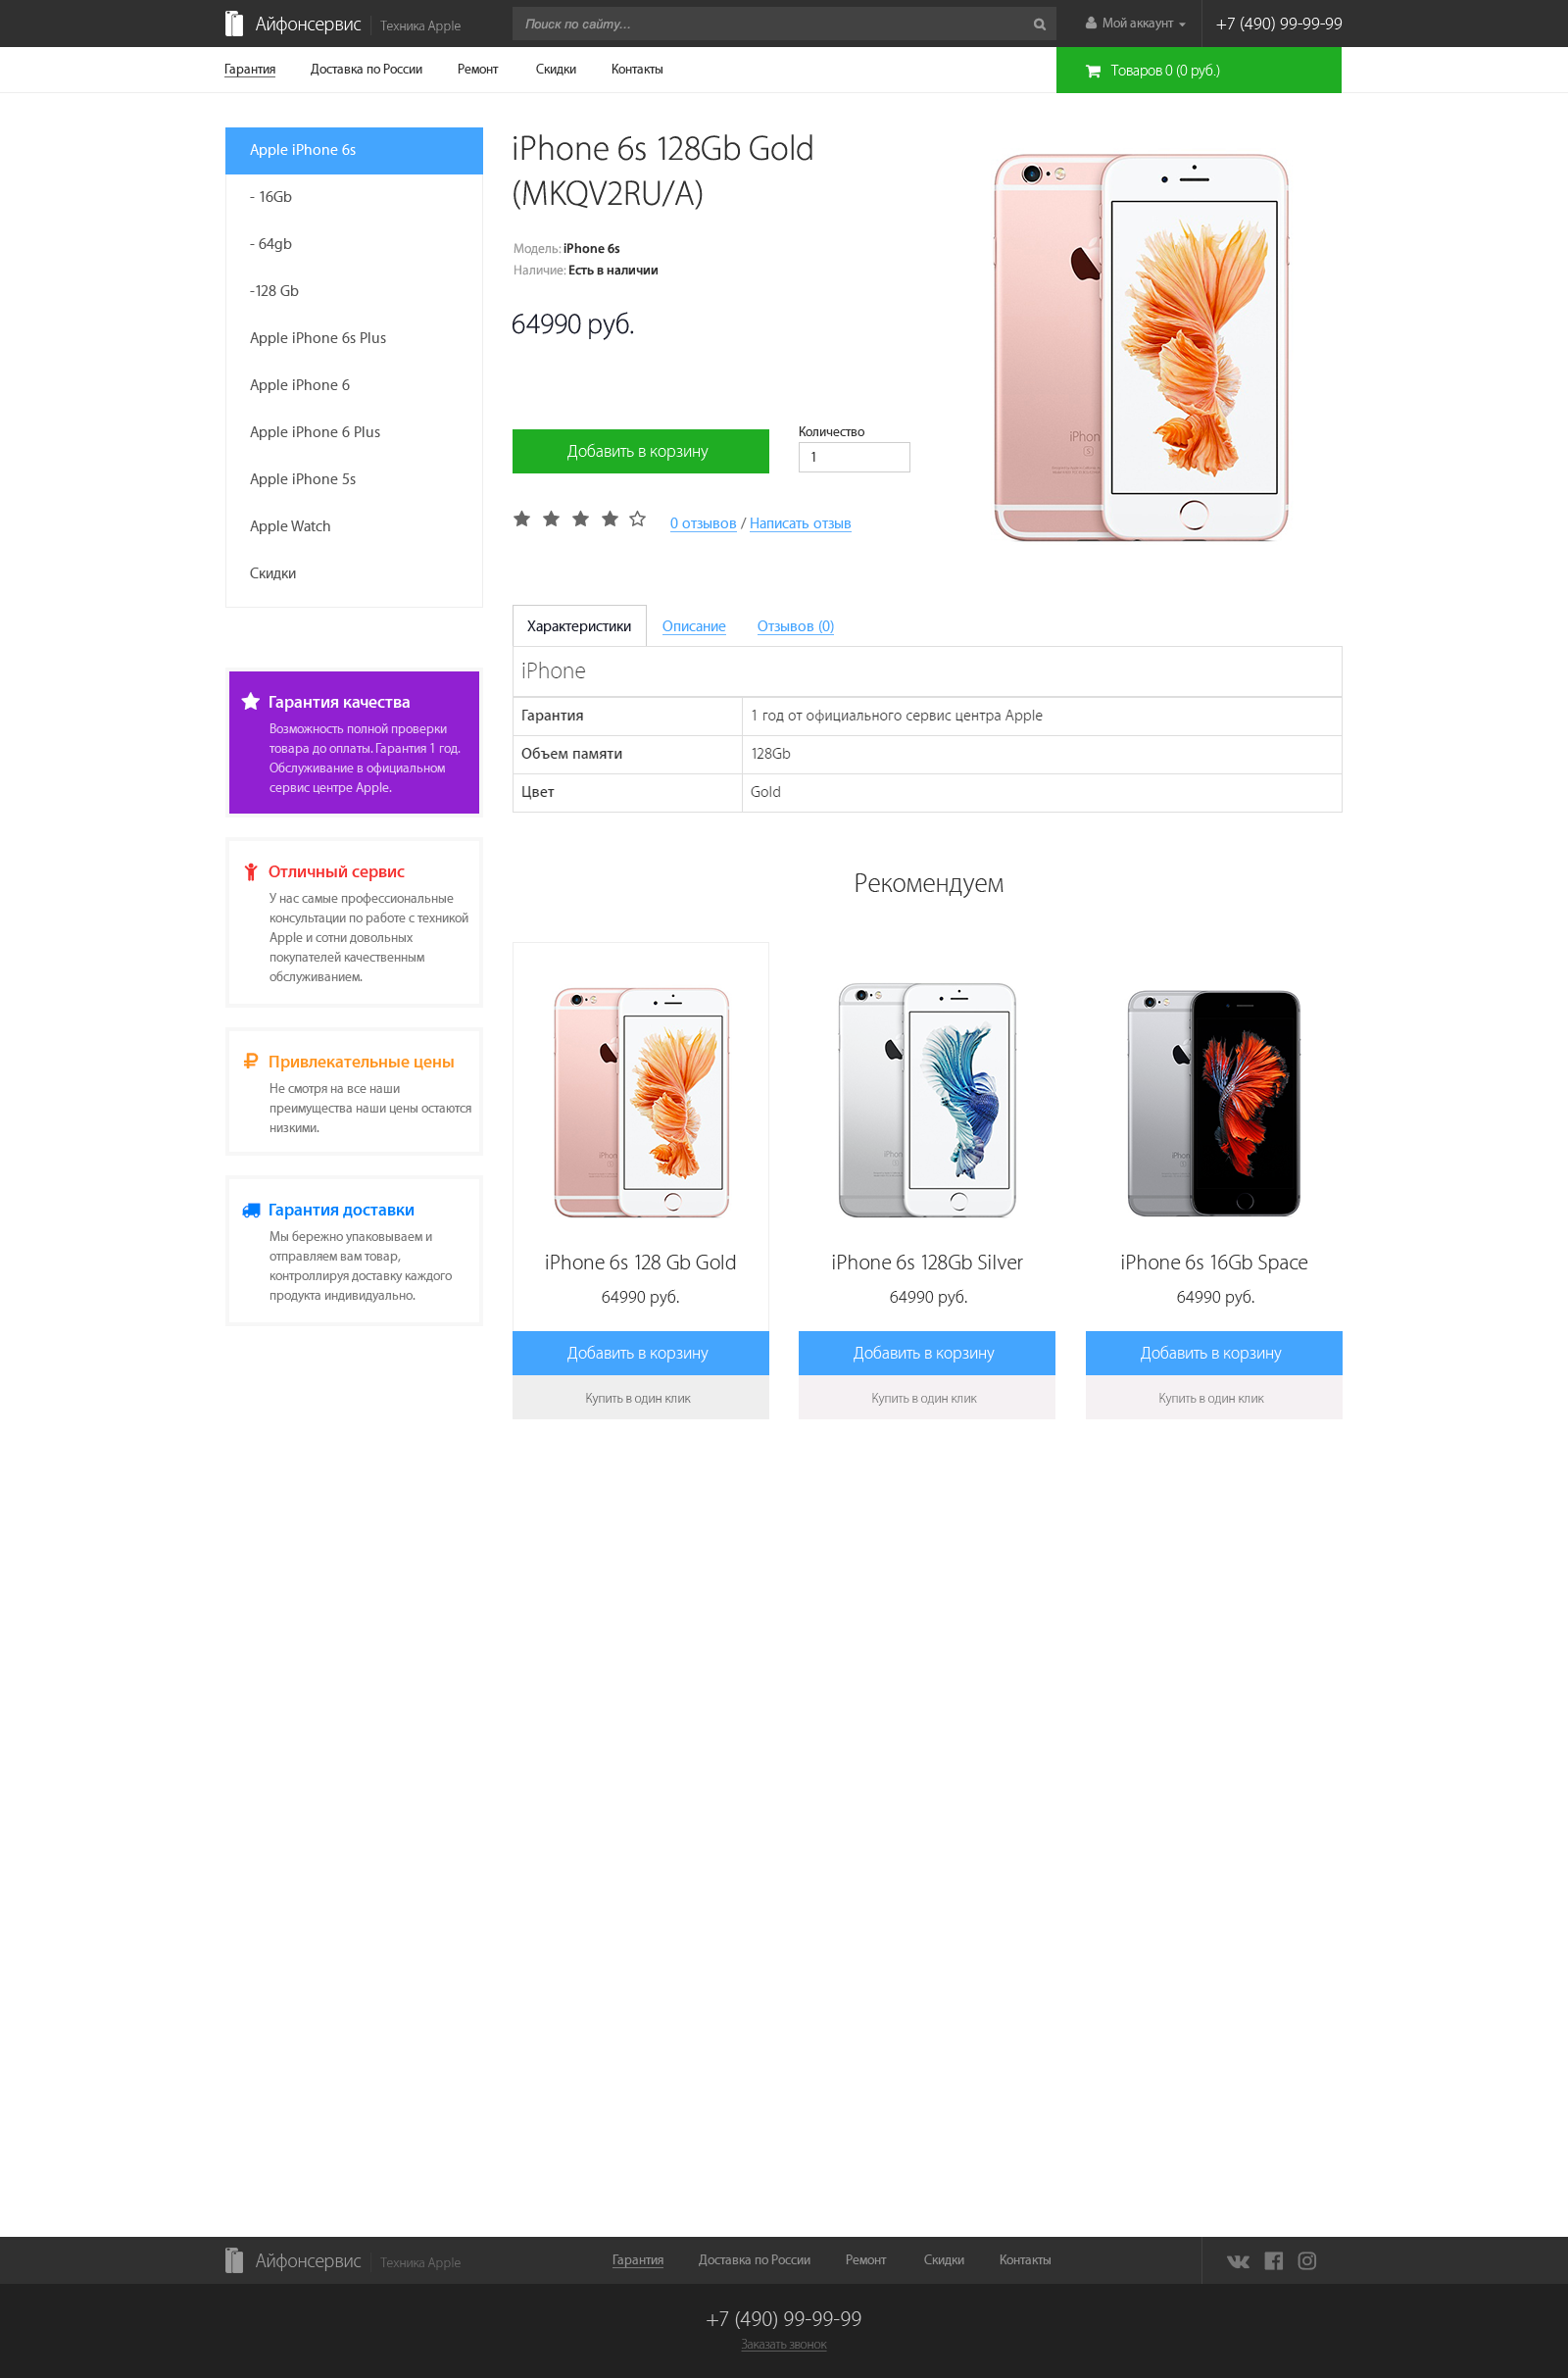 Айфонсервис Техника Apple Поиск по сайту... Мой аккаунт +7 (490) 99-99-99
Гарантия Доставка по России Ремонт Скидки Контакты Товаров 0 (0 руб.)
Apple iPhone 6s
- 16Gb
- 64gb
-128 Gb
Apple iPhone 6s Plus
Apple iPhone 6
Apple iPhone 6 Plus
Apple iPhone 5s
Apple Watch
Скидки
Гарантия качества
Возможность полной проверки
товара до оплаты. Гарантия 1 год.
Обслуживание в официальном
сервис центре Apple.
Отличный сервис
У нас самые профессиональные
консультации по работе с техникой
Apple и сотни довольных
покупателей качественным
обслуживанием.
Привлекательные цены
Не смотря на все наши
преимущества наши цены остаются
низкими.
Гарантия доставки
Мы бережно упаковываем и
отправляем вам товар,
контроллируя доставку каждого
продукта индивидуально.
iPhone 6s 128Gb Gold
(MKQV2RU/A)
Модель: iPhone 6s
Наличие: Есть в наличии
64990 руб.
Количество
Добавить в корзину 1
0 отзывов / Написать отзыв
iPhone
S
Характеристики Описание Отзывов (0)
iPhone
Гарантия 1 год от официального сервис центра Apple
Объем памяти 128Gb
Цвет Gold
Рекомендуем
iPhone 6s 128 Gb Gold
64990 руб.
Добавить в корзину
Купить в один клик
iPhone 6s 128Gb Silver
64990 руб.
Добавить в корзину
Купить в один клик
iPhone 6s 16Gb Space
64990 руб.
Добавить в корзину
Купить в один клик
Айфонсервис Техника Apple Гарантия Доставка по России Ремонт Скидки Контакты
+7 (490) 99-99-99
Заказать звонок